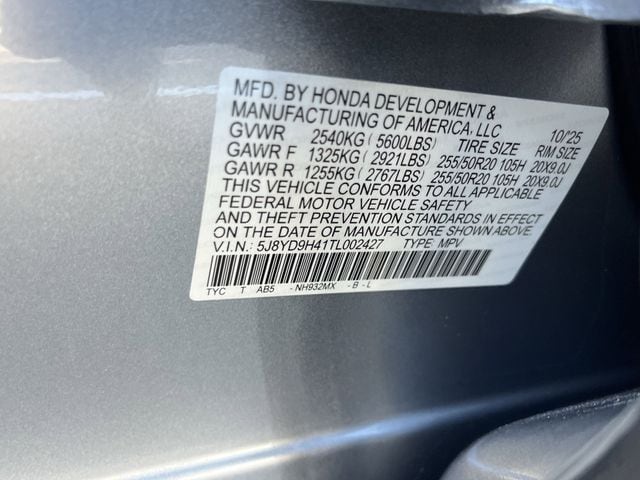 MFD. BY HONDA DEVELOPMENT &
MANUFACTURING OF AMERICA, LLC 10/25
GVWR 2540KG ( 5600LBS) TIRE SIZE RIM SIZE
GAWR F 1325KG ( 2921LBS) 255/50R20 105H 20X9.0J
GAWR R 1255KG ( 2767LBS) 255/50R20 105H 20X9.0J
THIS VEHICLE CONFORMS TO ALL APPLICABLE
FEDERAL MOTOR VEHICLE SAFETY
AND THEFT PREVENTION STANDARDS IN EFFECT
ON THE DATE OF MANUFACTURE SHOWN ABOVE.
V.I.N.: 5J8YD9H41TL002427 TYPE: MPV
TYC T AB5 - NH932MX - B - L